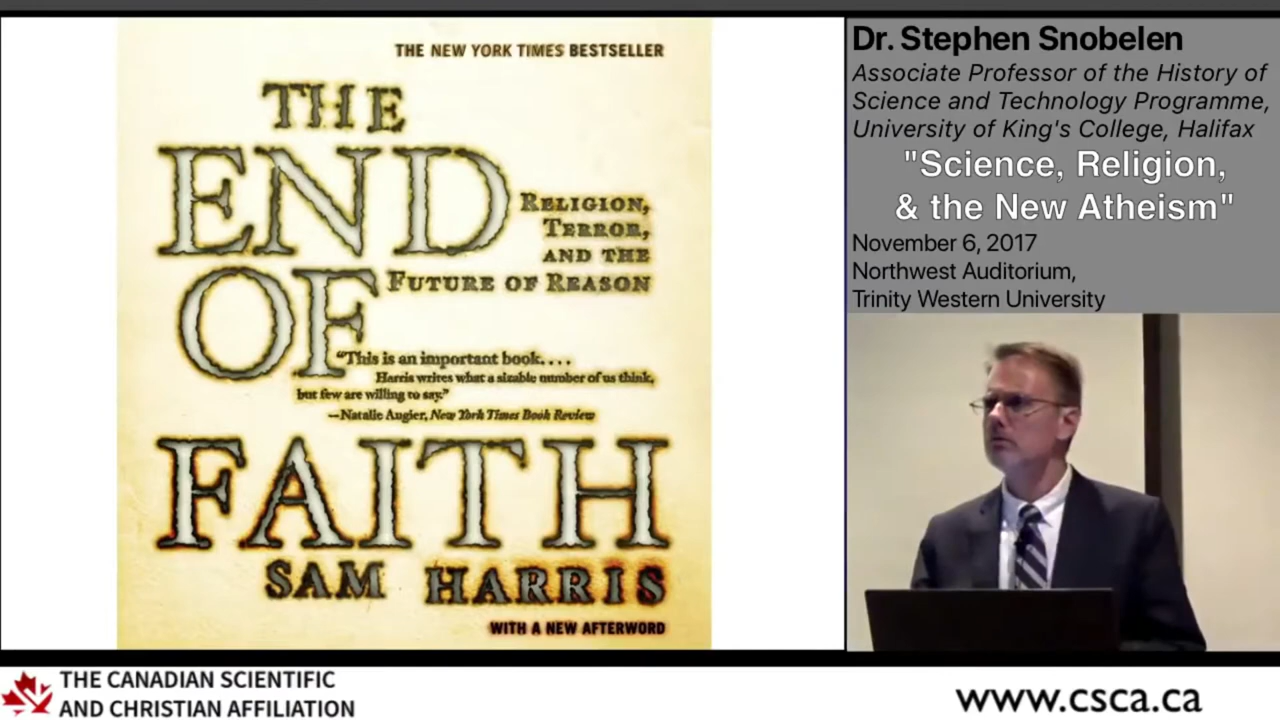 THE NEW YORK TIMES BESTSELLER
THE
END
OF
RELIGION,
TERROR,
AND THE
FUTURE OF REASON
"This is an important book. . . .
Harris writes what a sizable number of us think,
but few are willing to say."
—Natalie Angier, New York Times Book Review
FAITH
SAM HARRIS
WITH A NEW AFTERWORD
Dr. Stephen Snobelen
Associate Professor of the History of
Science and Technology Programme,
University of King's College, Halifax
"Science, Religion,
& the New Atheism"
November 6, 2017
Northwest Auditorium,
Trinity Western University
THE CANADIAN SCIENTIFIC
AND CHRISTIAN AFFILIATION
www.csca.ca